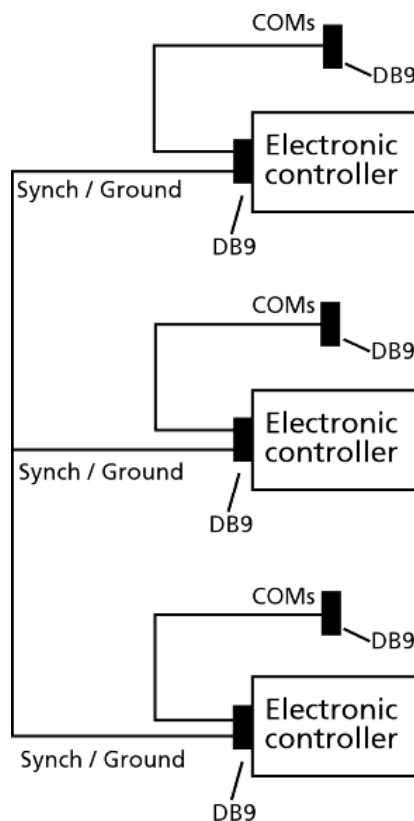 COMs
DB9
Electronic
controller
Synch / Ground
DB9
COMs
DB9
Electronic
controller
Synch / Ground
DB9
COMs
DB9
Electronic
controller
Synch / Ground
DB9